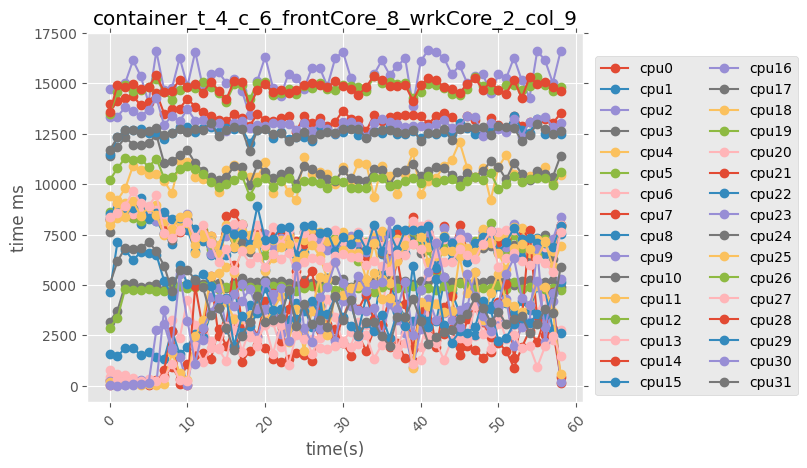 container_t_4_c_6_frontCore_8_wrkCore_2_col_9
time ms
17500
15000
12500
10000
7500
5000
2500
0
0
10
20
30
40
50
60
time(s)
cpu0
cpu1
cpu2
cpu3
cpu4
cpu5
cpu6
cpu7
cpu8
cpu9
cpu10
cpu11
cpu12
cpu13
cpu14
cpu15
cpu16
cpu17
cpu18
cpu19
cpu20
cpu21
cpu22
cpu23
cpu24
cpu25
cpu26
cpu27
cpu28
cpu29
cpu30
cpu31